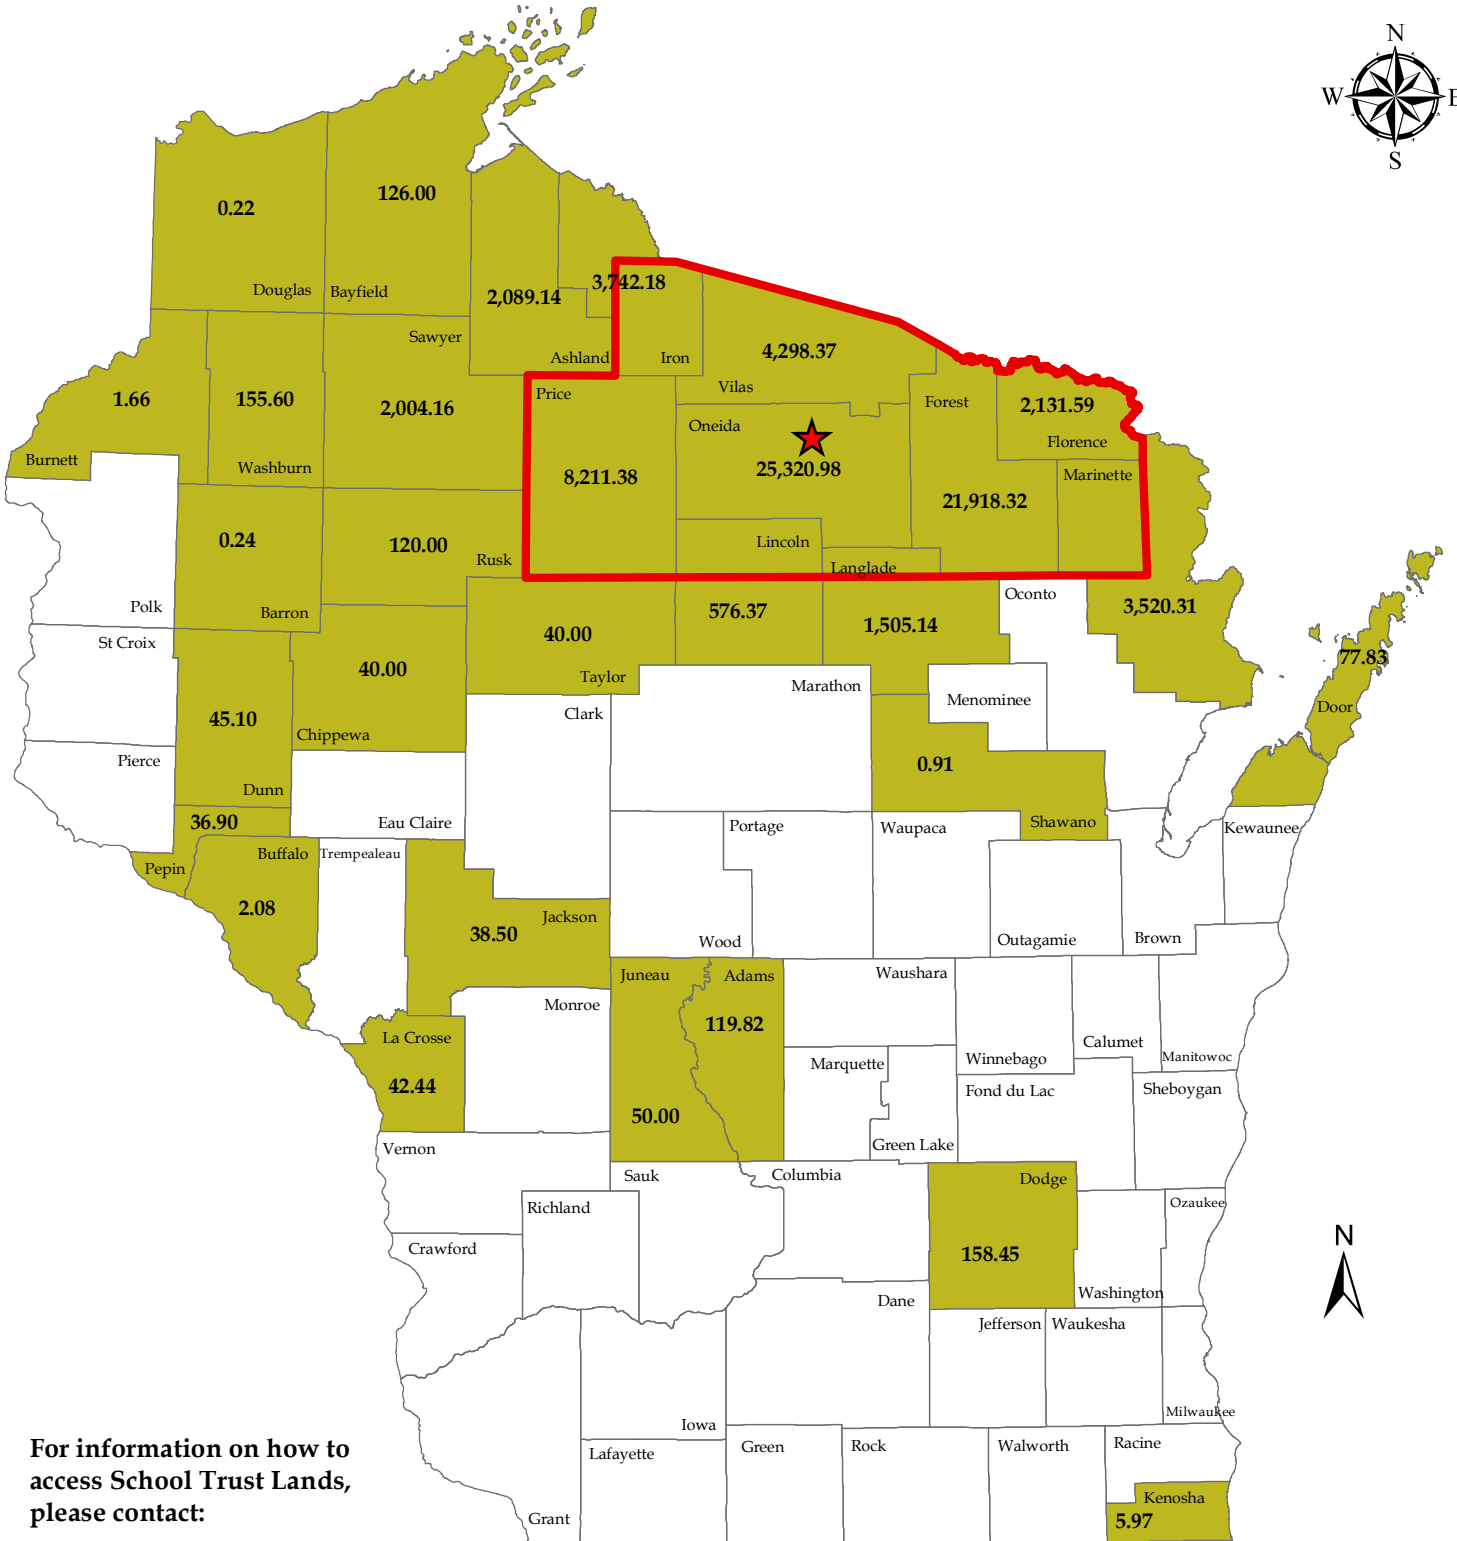 N
W
E
S
126.00
0.22
3,742.18
Douglas
Bayfield
2,089.14
Sawyer
4,298.37
Ashland
Iron
Vilas
Price
1.66
155.60
2,004.16
Forest
2,131.59
Oneida
Florence
Burnett
Washburn
8,211.38
25,320.98
Marinette
21,918.32
0.24
120.00
Lincoln
Rusk
Langlade
Oconto
Polk
Barron
576.37
3,520.31
St Croix
40.00
1,505.14
77.83
40.00
Taylor
Marathon
Menominee
Door
45.10
Chippewa
Clark
Pierce
0.91
Dunn
36.90
Eau Claire
Portage
Waupaca
Shawano
Kewaunee
Buffalo
Trempealeau
Pepin
2.08
Jackson
38.50
Wood
Outagamie
Brown
Juneau
Adams
Waushara
Monroe
119.82
La Crosse
Calumet
Marquette
Winnebago
Manitowoc
42.44
Fond du Lac
Sheboygan
50.00
Vernon
Green Lake
Sauk
Columbia
Dodge
Richland
Ozaukee
Crawford
158.45
N
Washington
Dane
Jefferson
Waukesha
Milwaukee
Iowa
For information on how to
access School Trust Lands,
please contact:
Lafayette
Green
Rock
Walworth
Racine
Kenosha
Grant
5.97